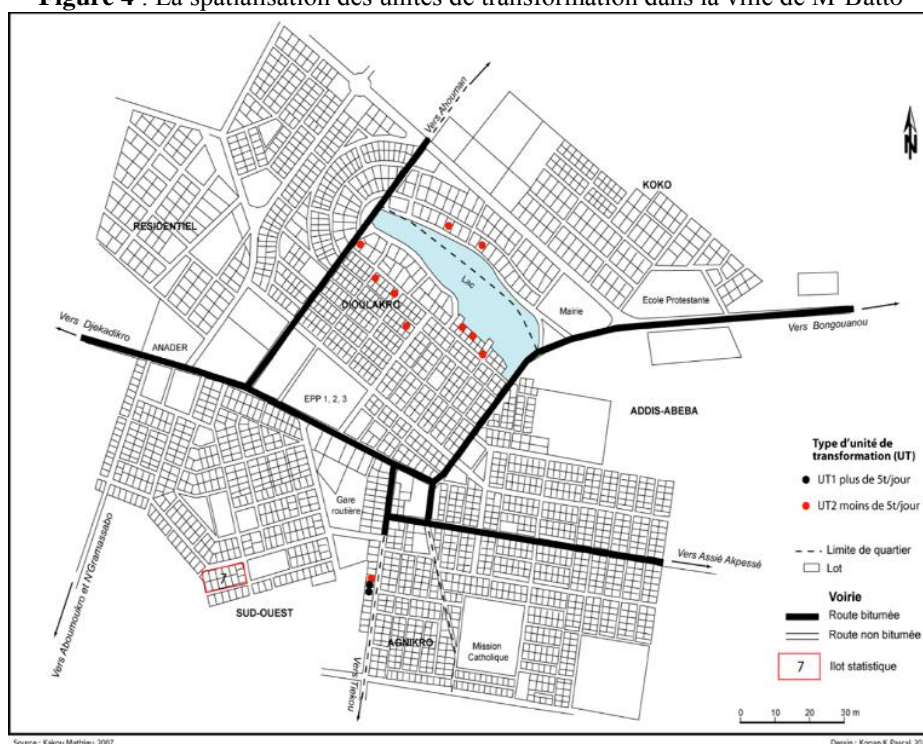 Figure 4 : La spatialisation des unités de transformation dans la ville de M'Batto
Vers Abouman
N
KOKO
RESIDENTIEL
Lac
DIOULAKRO
Mairie
Ecole Protestante
Vers Bongouanou
Vers Djekadikro
ANADER
EPP 1, 2, 3
ADDIS-ABEBA
Type d'unité de
transformation (UT)
UT1 plus de 5t/jour
UT2 moins de 5t/jour
Gare
routière
Vers Assié Akpessé
Limite de quartier
Lot
Voirie
Route bitumée
Route non bitumée
7 Ilot statistique
7
SUD-OUEST
Vers Aboumoukro et N'Gramassabo
AGNIKRO
Mission
Catholique
Vers Tiékou
0 10 20 30 m
Source : Kakou Mathieu, 2007
Dessin : Konan K Pascal, 20